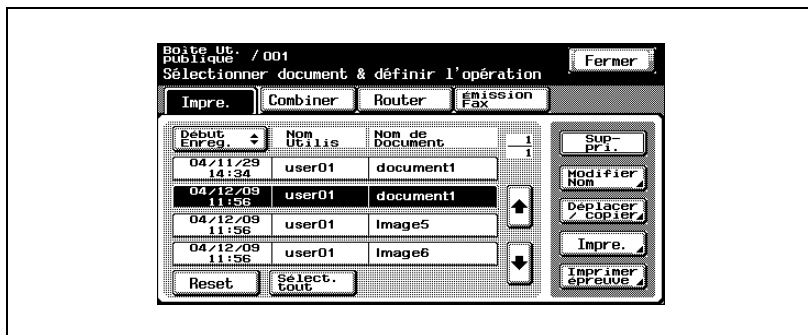 Boîte Ut.
publique / 001
Fermer
Sélectionner document & définir l'opération
Impre.
Combiner
Router
Émission
Fax
Début
Enreg.
Nom
Utilis
Nom de
Document
1
1
04/11/29
14:34
user01
document1
04/12/09
11:56
user01
document1
04/12/09
11:56
user01
Image5
04/12/09
11:56
user01
Image6
Reset
Sélect.
tout
Sup-
pri.
Modifier
Nom
Déplacer
/ copier
Impre.
Imprimer
épreuve